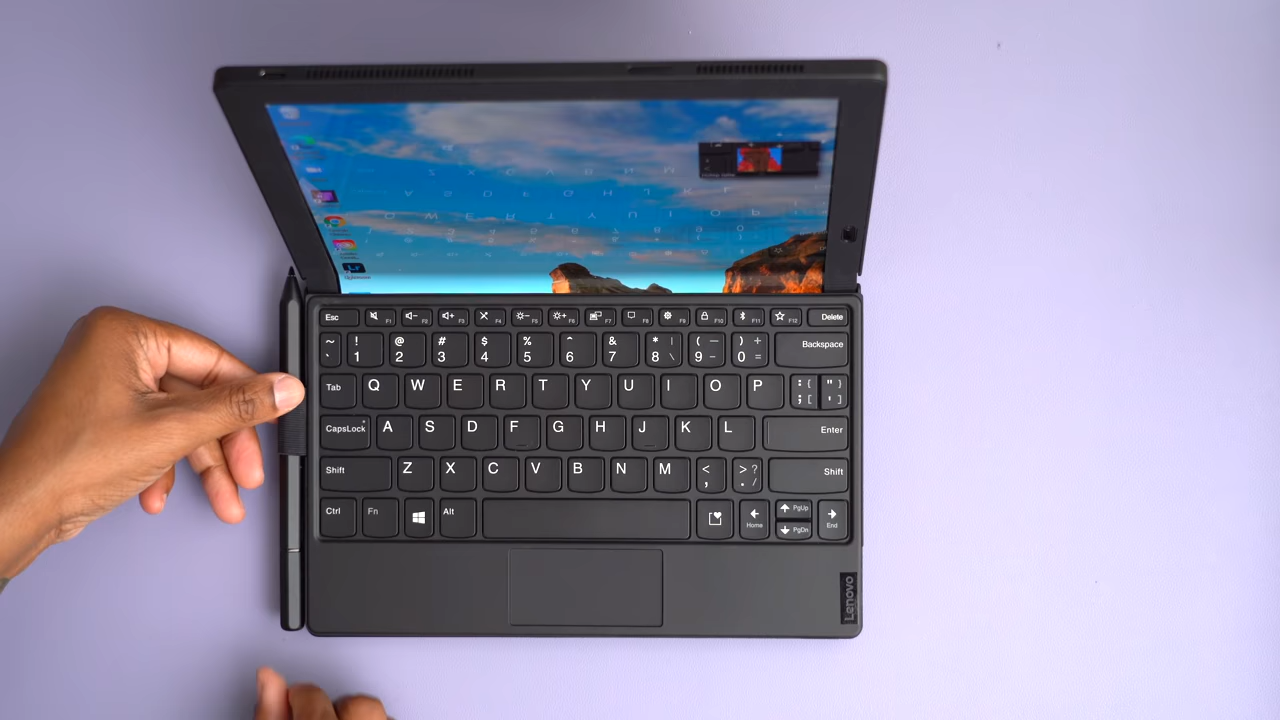 Lr
Esc F1 F2 F3 F4 F5 F6 F7 F8 F9 F10 F11 F12 Delete
~ ! @ # $ % ^ & * | ( – ) +
` 1 2 3 4 5 6 7 8 \ 9 - 0 = Backspace
Tab Q W E R T Y U I O P : { " }
; [ ' ]
CapsLock A S D F G H J K L Enter
Shift Z X C V B N M < > ? Shift
, . /
Ctrl Fn Alt Home PgUp End
PgDn
Lenovo